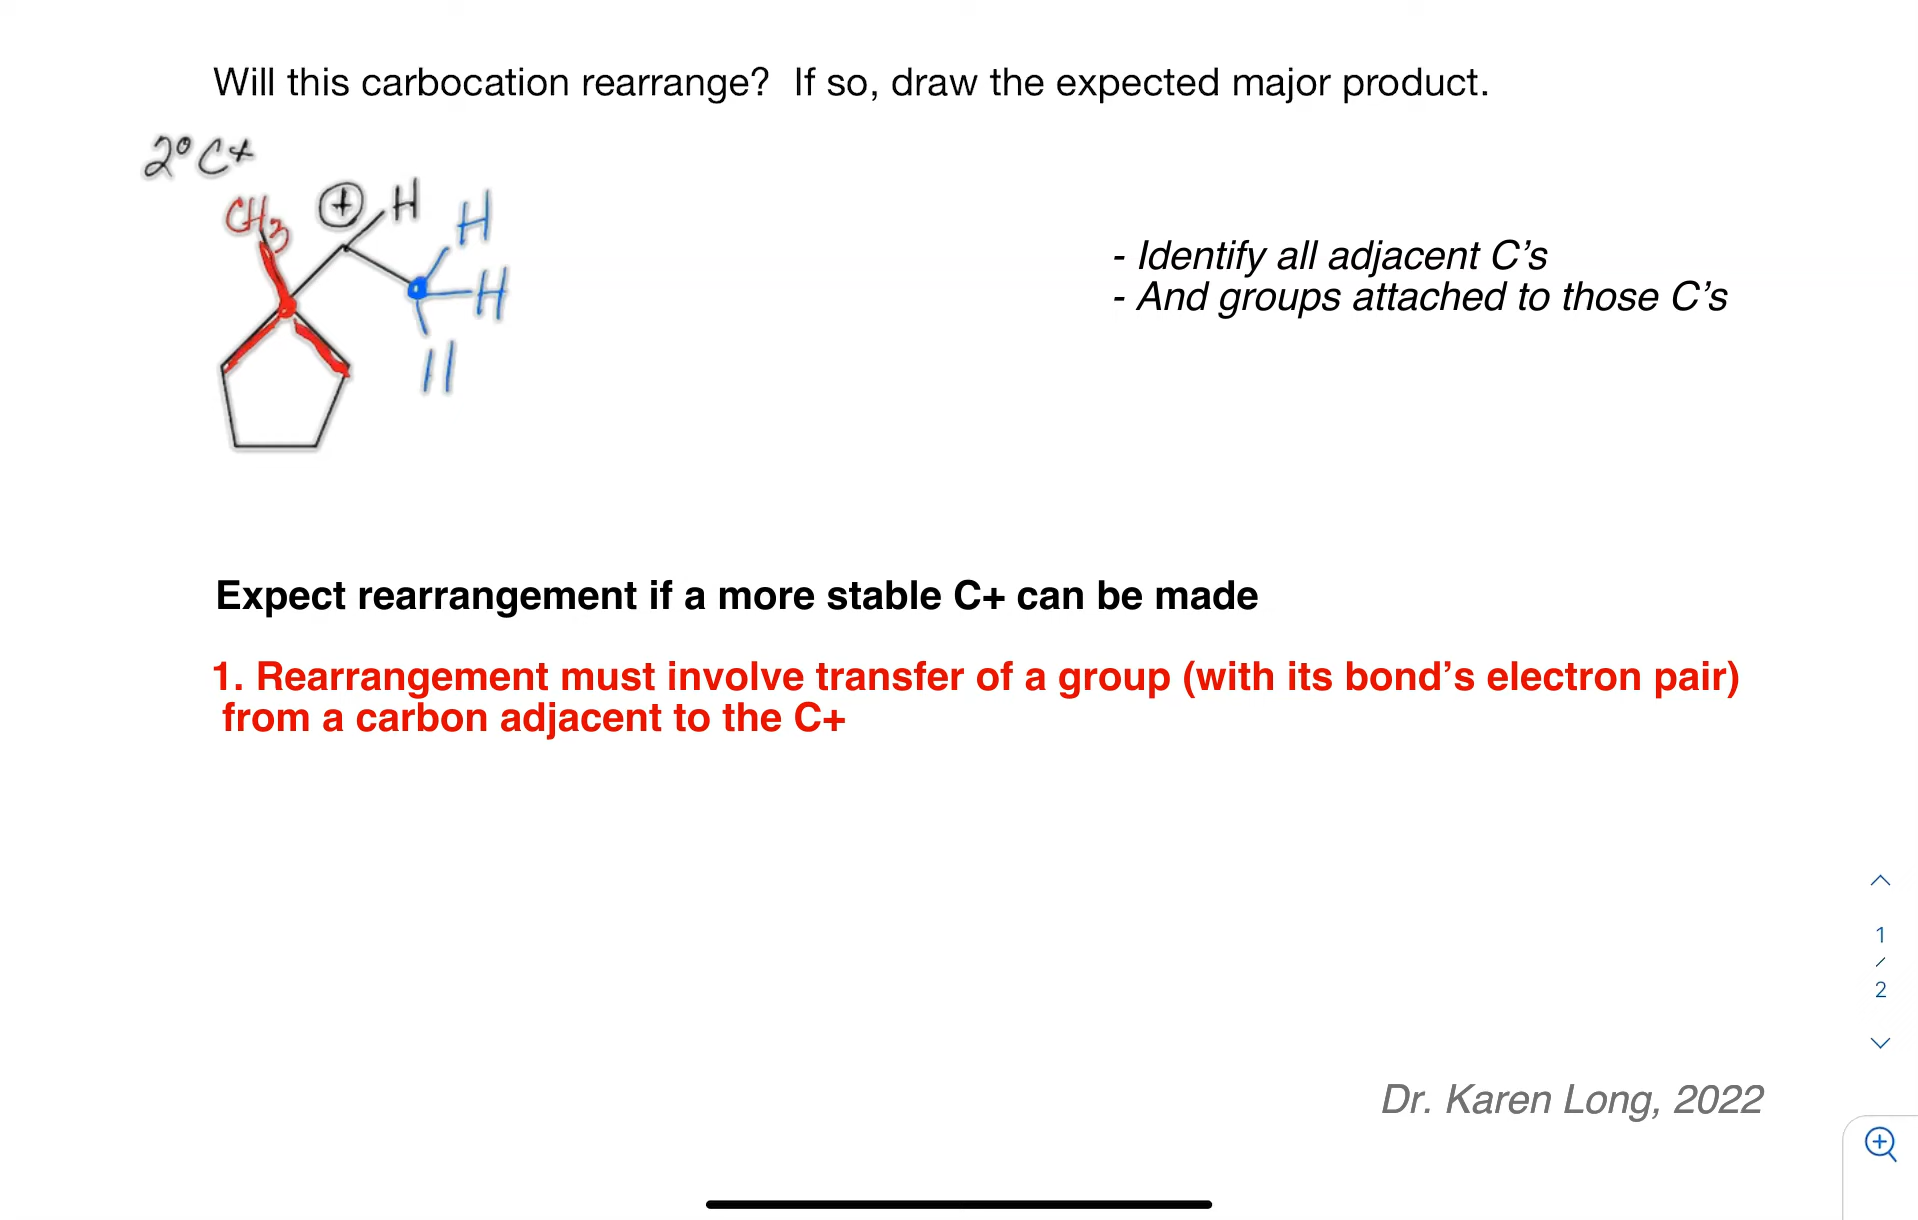 Will this carbocation rearrange? If so, draw the expected major product.
2° C+
CH3 + H H
H
- Identify all adjacent C’s
- And groups attached to those C’s
Expect rearrangement if a more stable C+ can be made
1. Rearrangement must involve transfer of a group (with its bond’s electron pair)
from a carbon adjacent to the C+
1
/
2
Dr. Karen Long, 2022